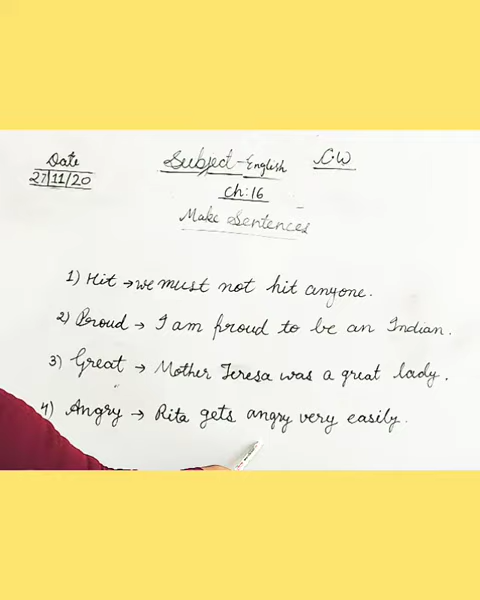 Date
27/11/20
Subject - English
C.W
Ch:16
Make Sentences
1) Hit → we must not hit anyone.
2) Proud → I am proud to be an Indian.
3) Great → Mother Teresa was a great lady.
4) Angry → Rita gets angry very easily.